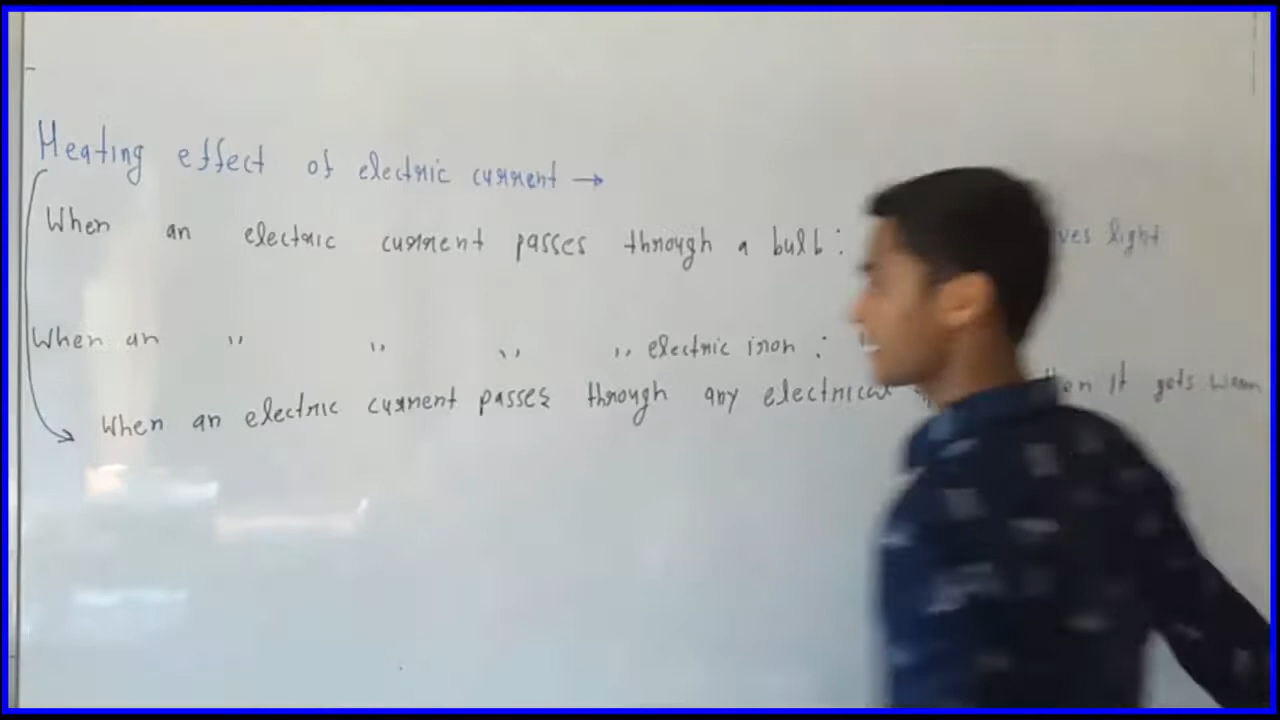 Heating effect of electric current →
When an electric current passes through a bulb : ves light
When an " " " " electric iron :
When an electric current passes through any electrical en it gets warm